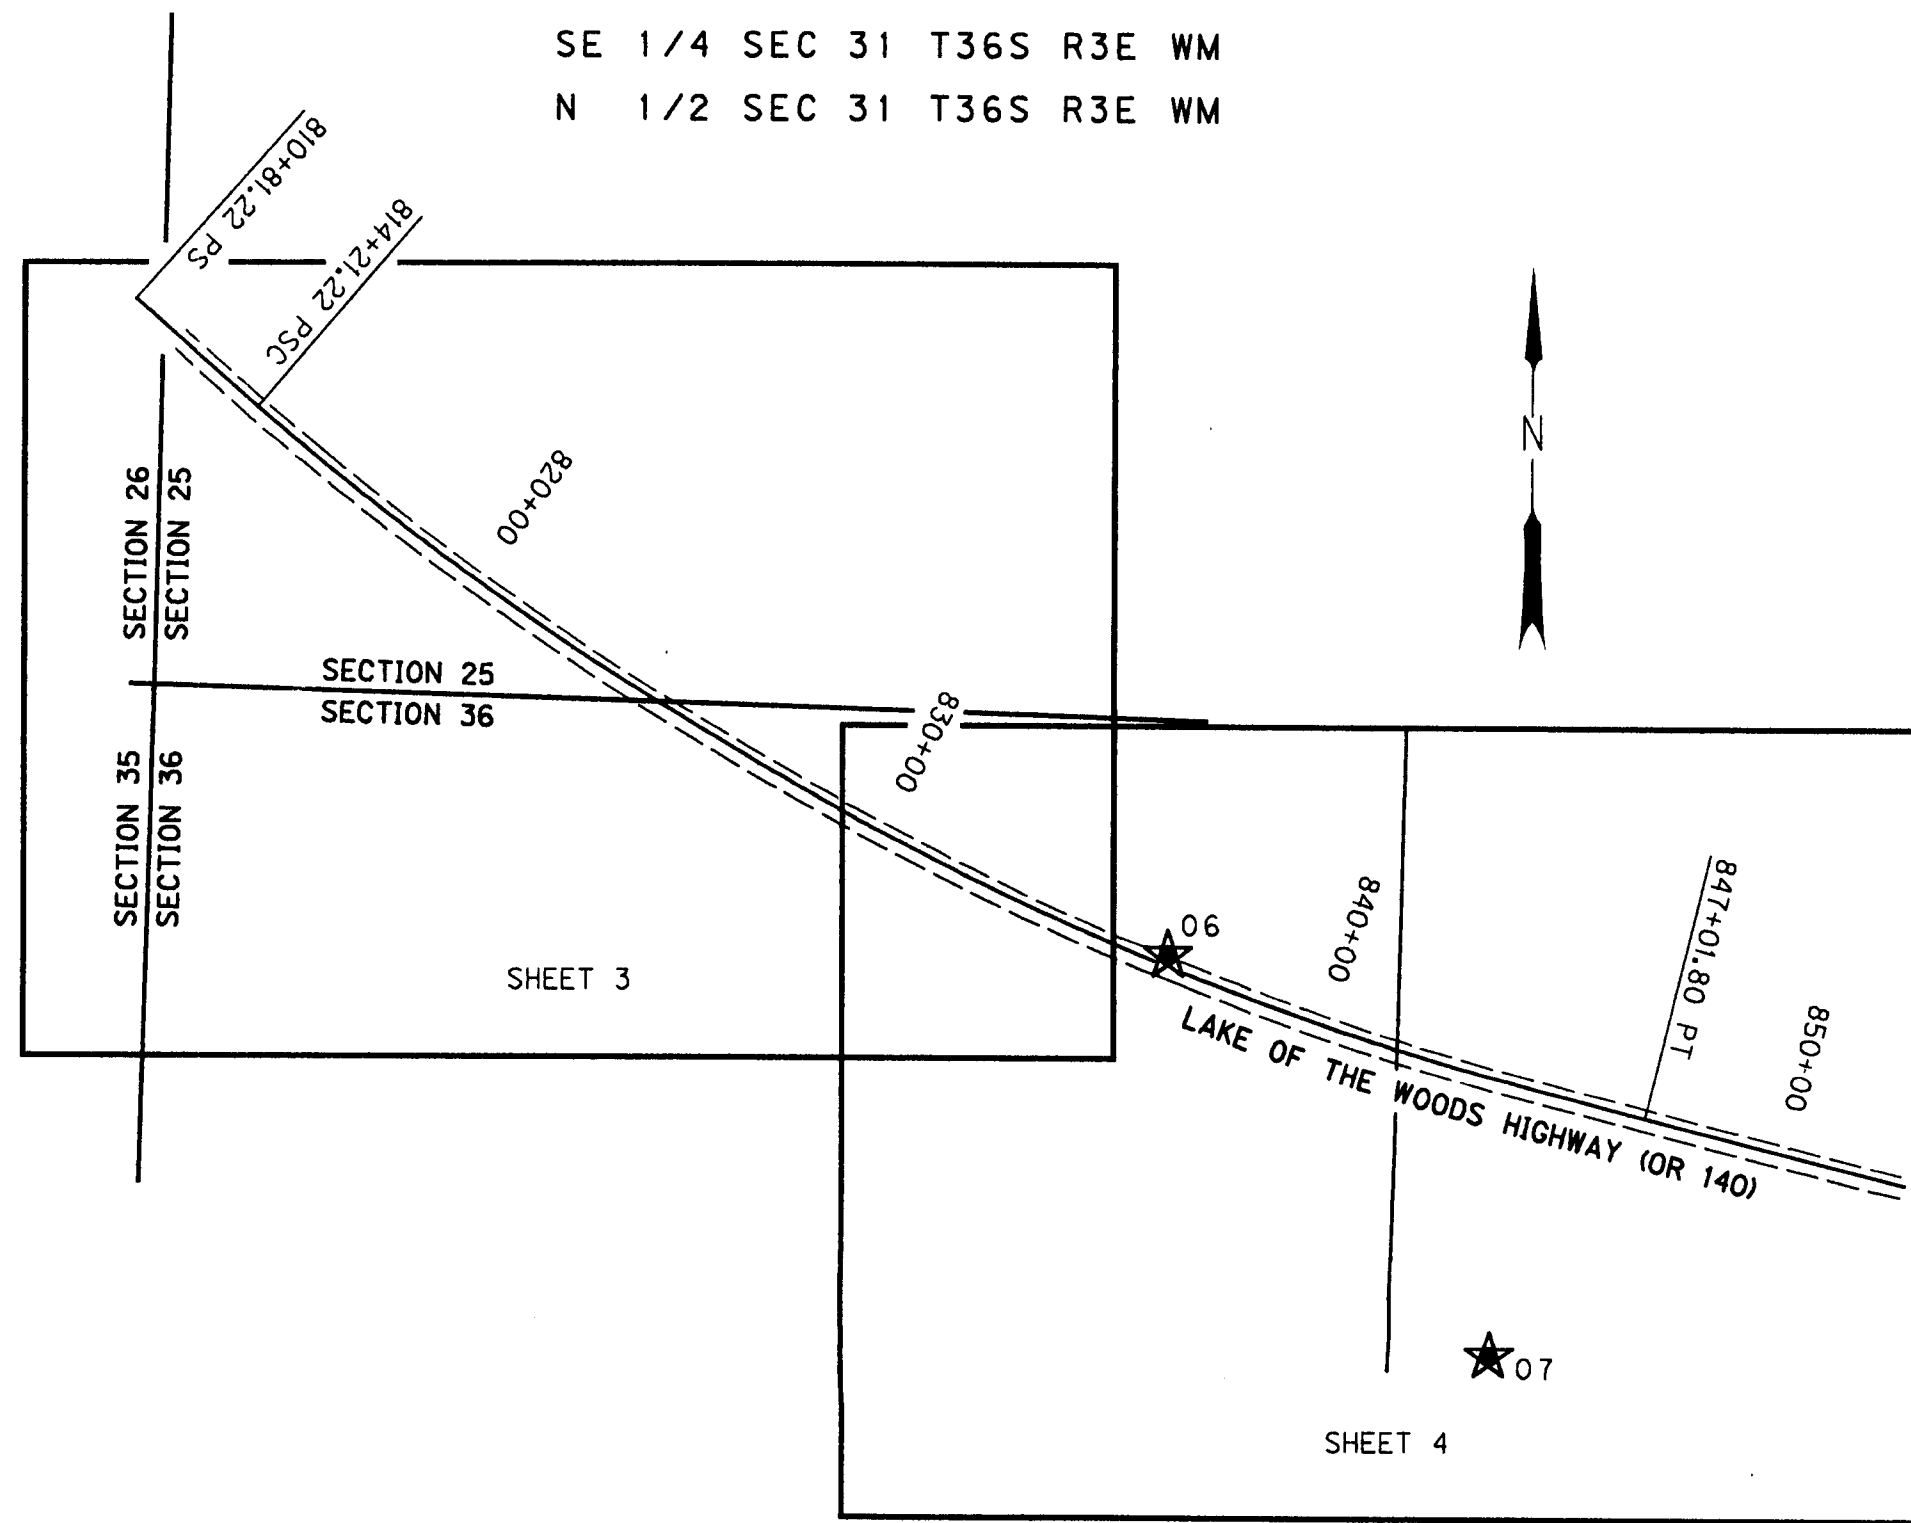 SE 1/4 SEC 31 T36S R3E WM
N 1/2 SEC 31 T36S R3E WM
810+81.22 PS
814+21.22 PSC
820+00
N
SECTION 26
SECTION 25
SECTION 25
SECTION 36
SECTION 35
SECTION 36
830+00
840+00
847+01.80 PT
850+00
06
SHEET 3
LAKE OF THE WOODS HIGHWAY (OR 140)
07
SHEET 4